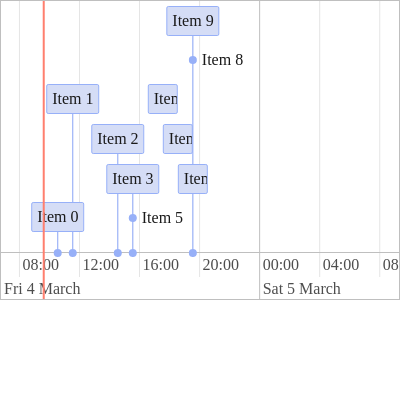 Item 9
Item 8
Item 1
Item 2
Item 3
Item 0
Item 5
08:00 12:00 16:00 20:00 00:00 04:00 08
Fri 4 March Sat 5 March